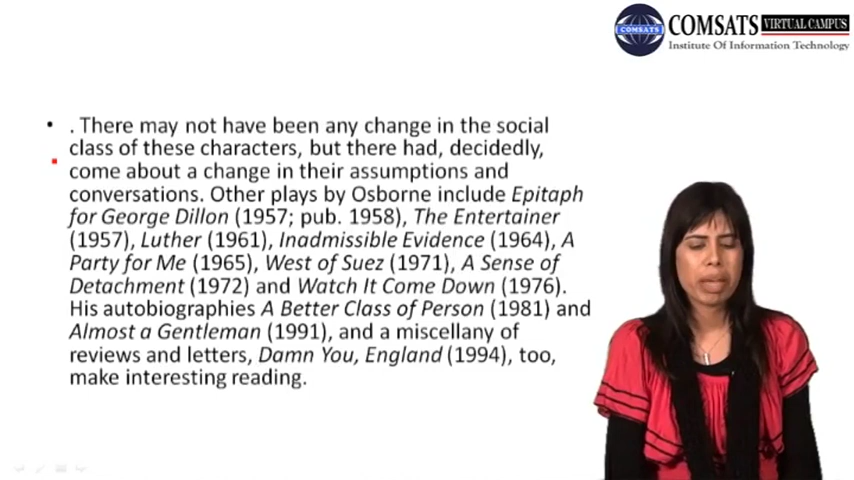 COMSATS
COMSATS VIRTUAL CAMPUS
Institute Of Information Technology
• . There may not have been any change in the social
class of these characters, but there had, decidedly,
come about a change in their assumptions and
conversations. Other plays by Osborne include Epitaph
for George Dillon (1957; pub. 1958), The Entertainer
(1957), Luther (1961), Inadmissible Evidence (1964), A
Party for Me (1965), West of Suez (1971), A Sense of
Detachment (1972) and Watch It Come Down (1976).
His autobiographies A Better Class of Person (1981) and
Almost a Gentleman (1991), and a miscellany of
reviews and letters, Damn You, England (1994), too,
make interesting reading.